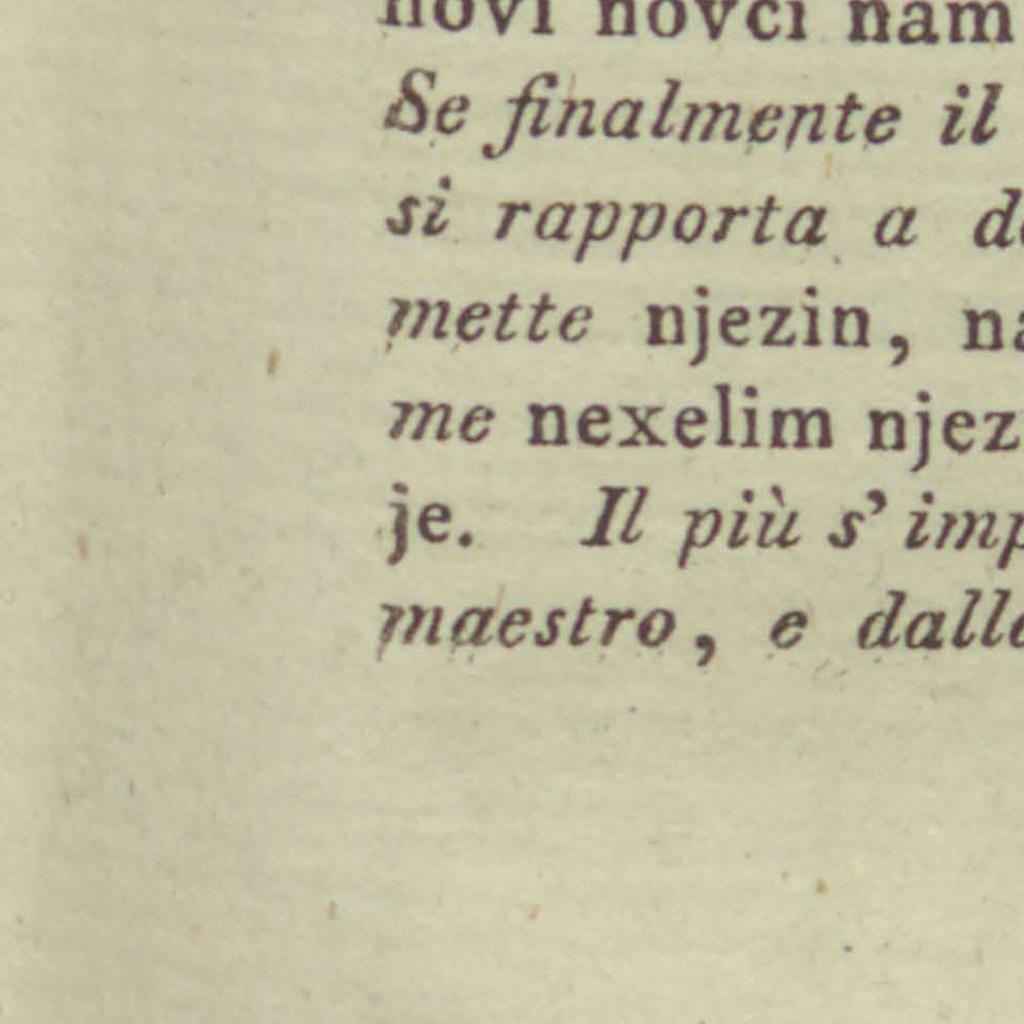 novi novci nam
Se finalmente il
si rapporta a
mette njezin, na
me nexelim njez
je. Il più s' imp
maestro, e dalla